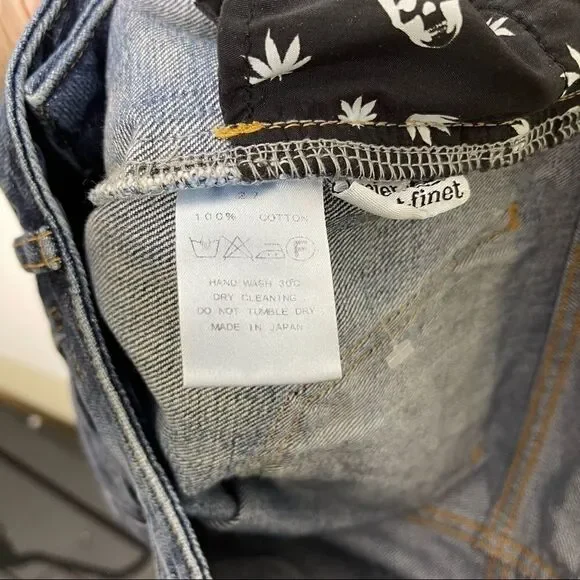 27
100% COTTON
F
HAND WASH 30°C
DRY CLEANING
DO NOT TUMBLE DRY
MADE IN JAPAN
finet